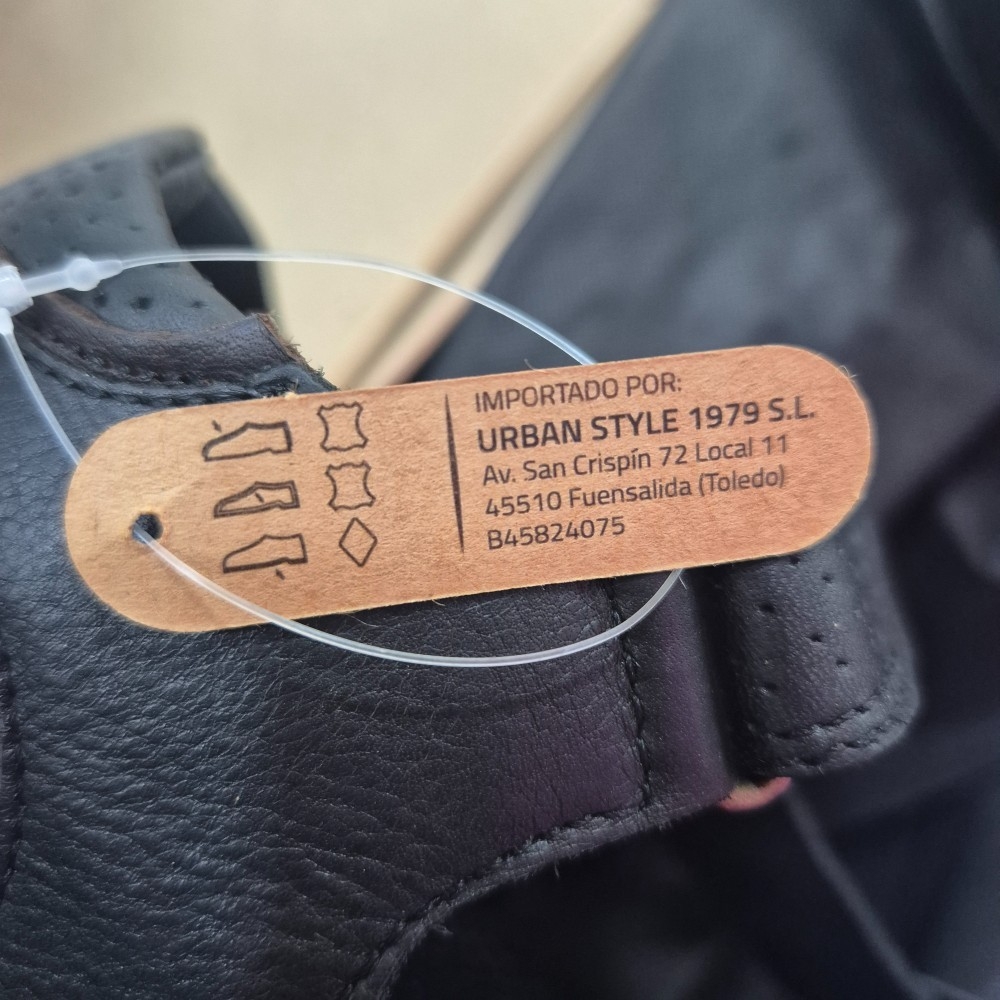 IMPORTADO POR:
URBAN STYLE 1979 S.L.
Av. San Crispín 72 Local 11
45510 Fuensalida (Toledo)
B45824075